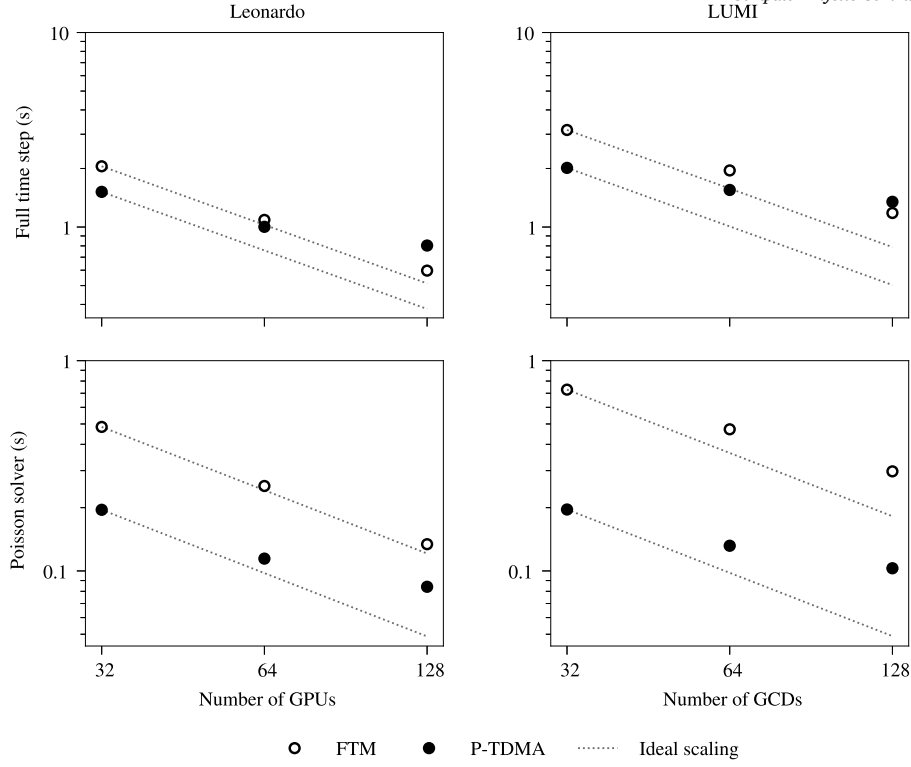 Leonardo
LUMI
Full time step (s)
10
1
10
1
Poisson solver (s)
1
0.1
1
0.1
32 64 128
32 64 128
Number of GPUs
Number of GCDs
FTM P-TDMA Ideal scaling